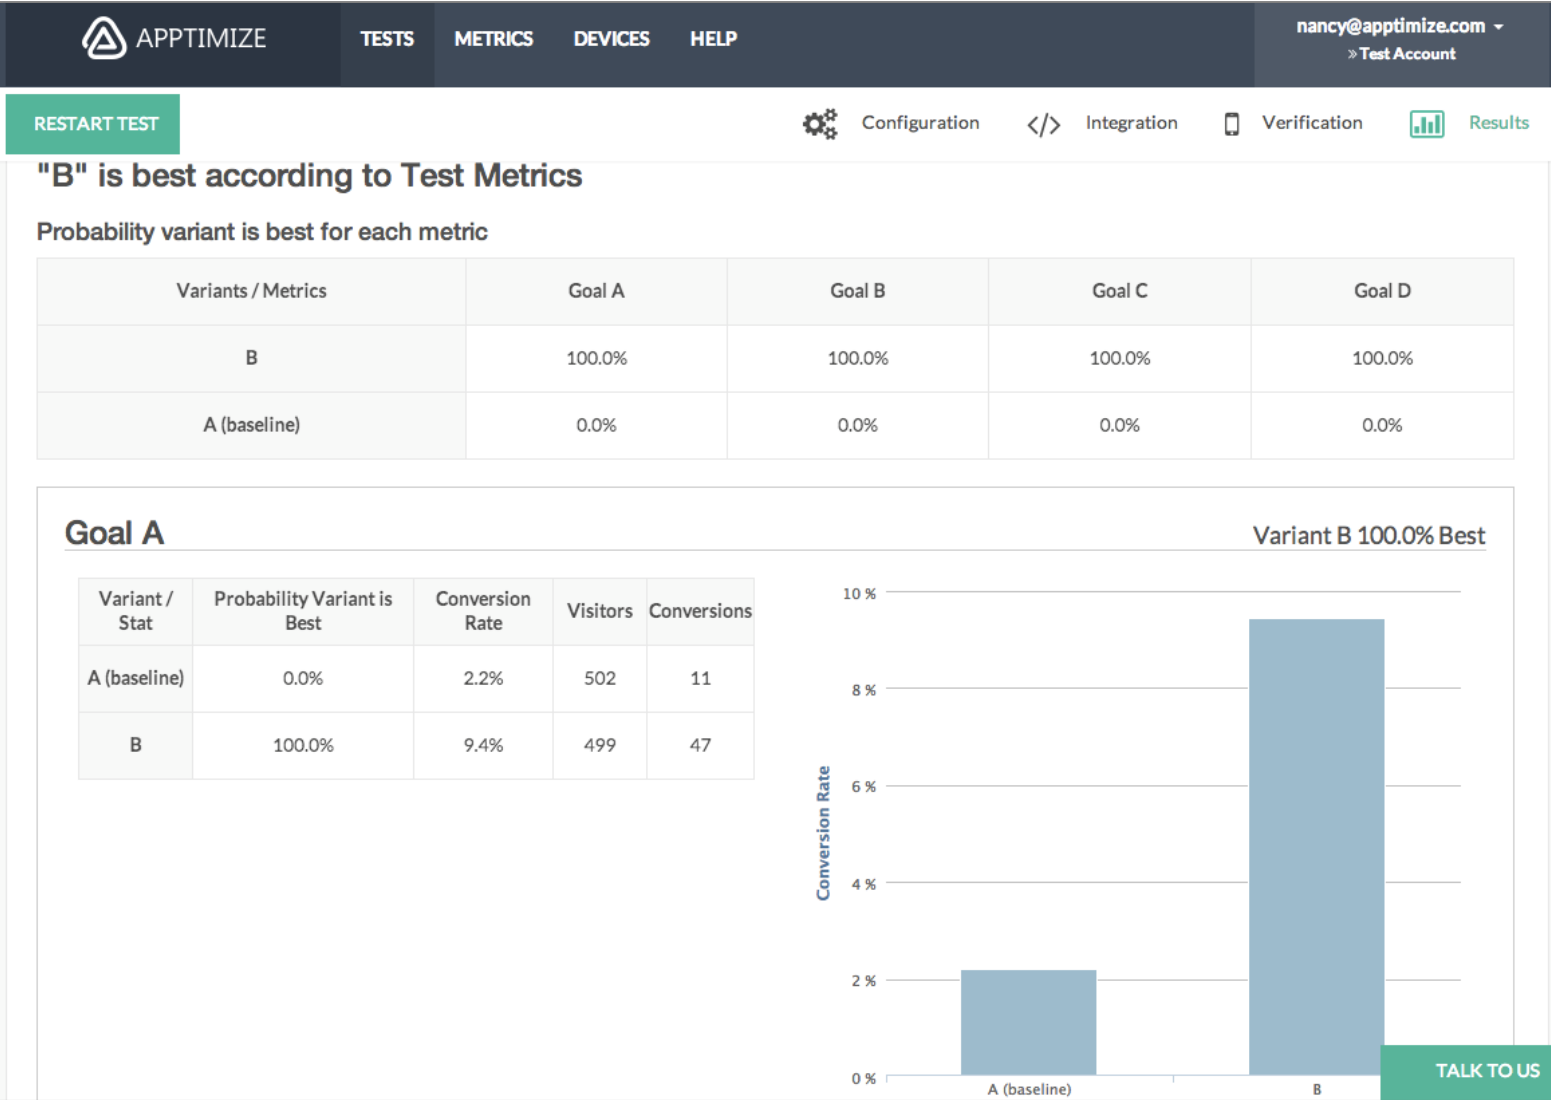 APPTIMIZE TESTS METRICS DEVICES HELP nancy@apptimize.com
» Test Account
RESTART TEST Configuration </> Integration Verification Results
"B" is best according to Test Metrics
Probability variant is best for each metric
Variants / Metrics Goal A Goal B Goal C Goal D
B 100.0% 100.0% 100.0% 100.0%
A (baseline) 0.0% 0.0% 0.0% 0.0%
Goal A Variant B 100.0% Best
Variant / Stat Probability Variant is Best Conversion Rate Visitors Conversions
A (baseline) 0.0% 2.2% 502 11
B 100.0% 9.4% 499 47
10 %
8 %
6 %
4 %
2 %
0 %
Conversion Rate
A (baseline) B
TALK TO US